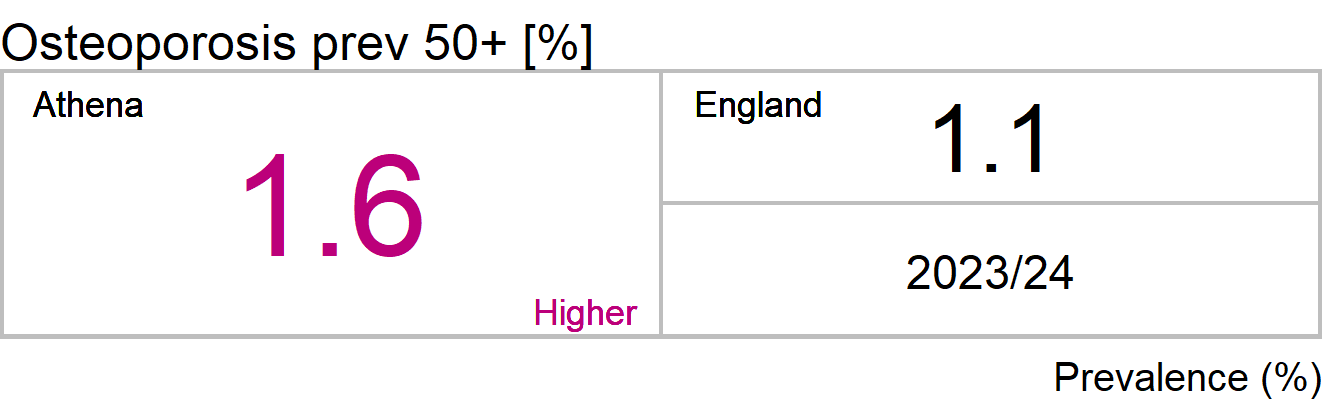 Osteoporosis prev 50+ [%]
Athena
1.6
Higher
England
1.1
2023/24
Prevalence (%)